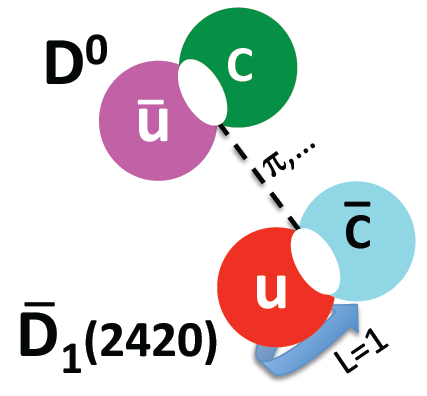 D⁰
c
ū
π,...
c̄
u
D̄₁(2420)
L=1